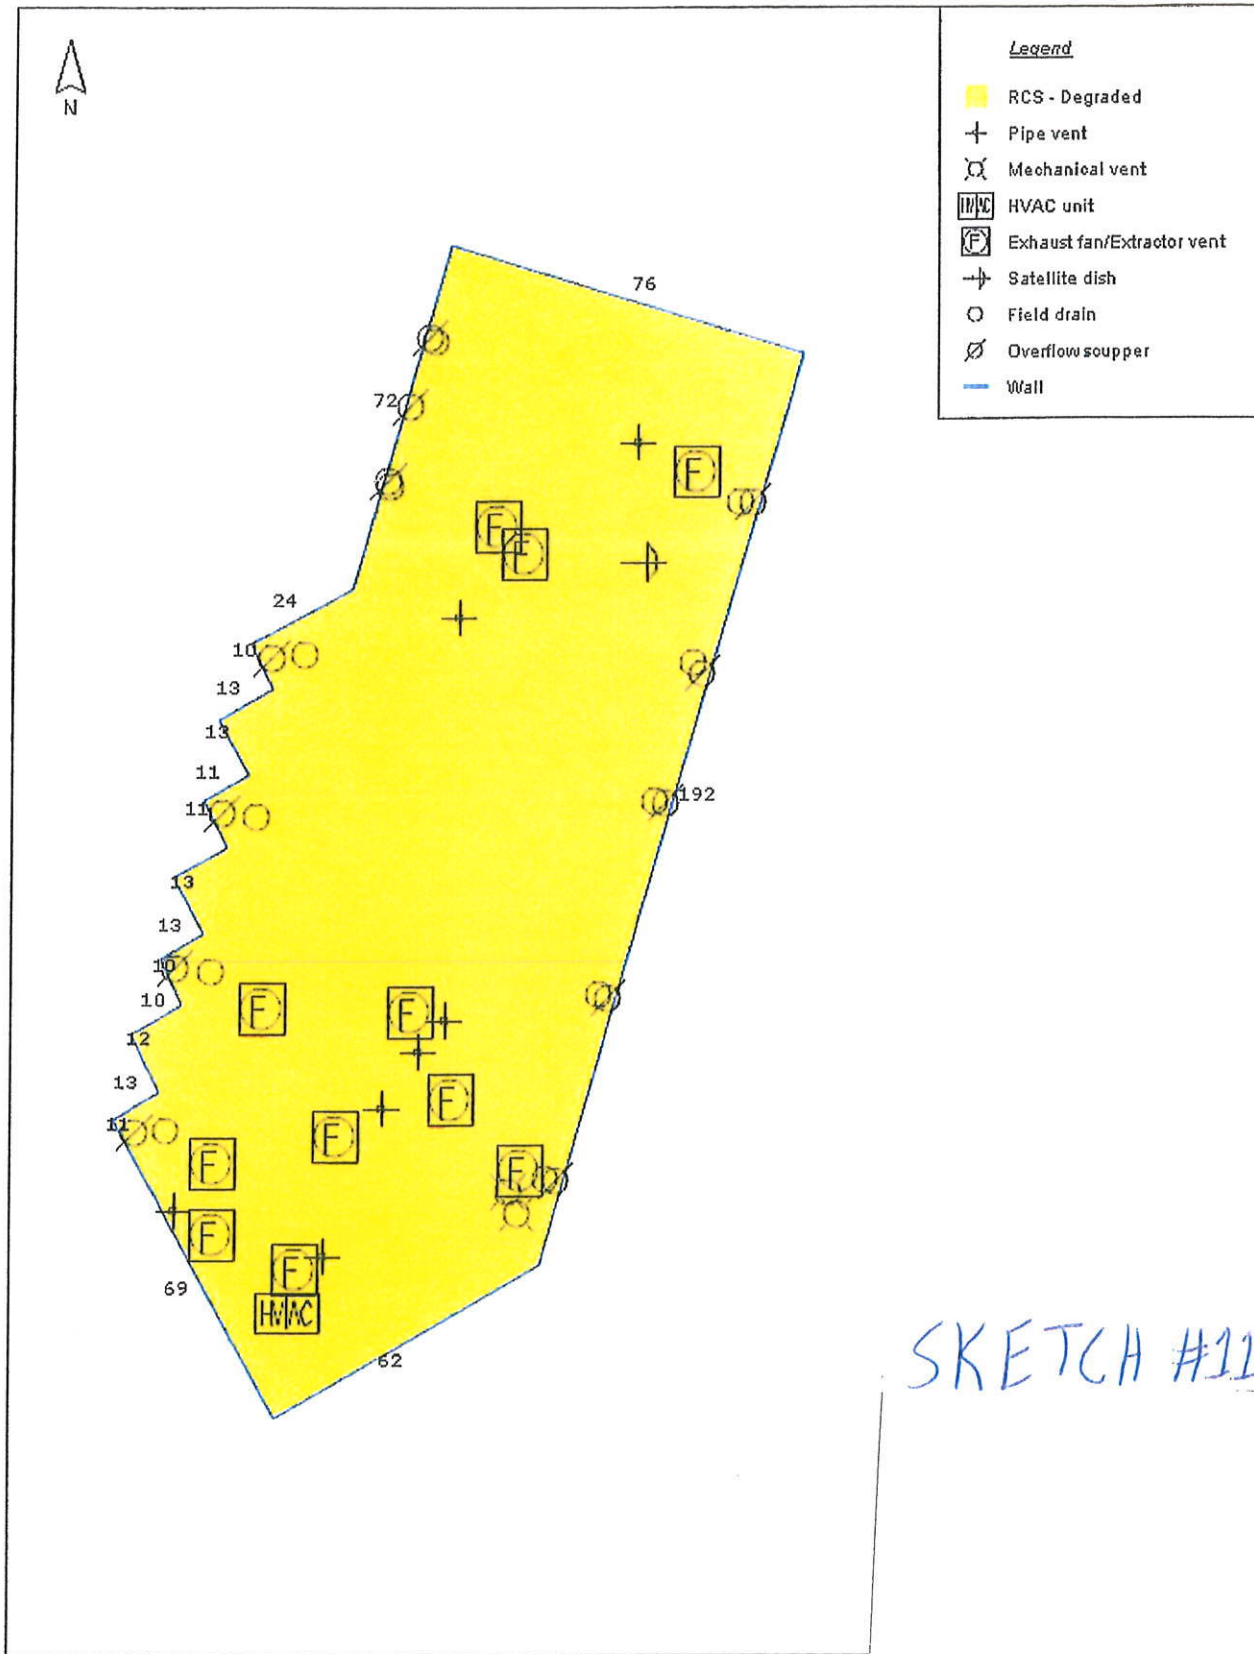 N
Legend
RCS - Degraded
Pipe vent
Mechanical vent
HVAC HVAC unit
F Exhaust fan/Extractor vent
Satellite dish
Field drain
Overflow scupper
Wall
76
72
F
F
F
24
10
13
13
11
11
192
13
13
10
F
F
10
12
13
F
11
F
F
F
F
F
69
HVAC
62
SKETCH #11